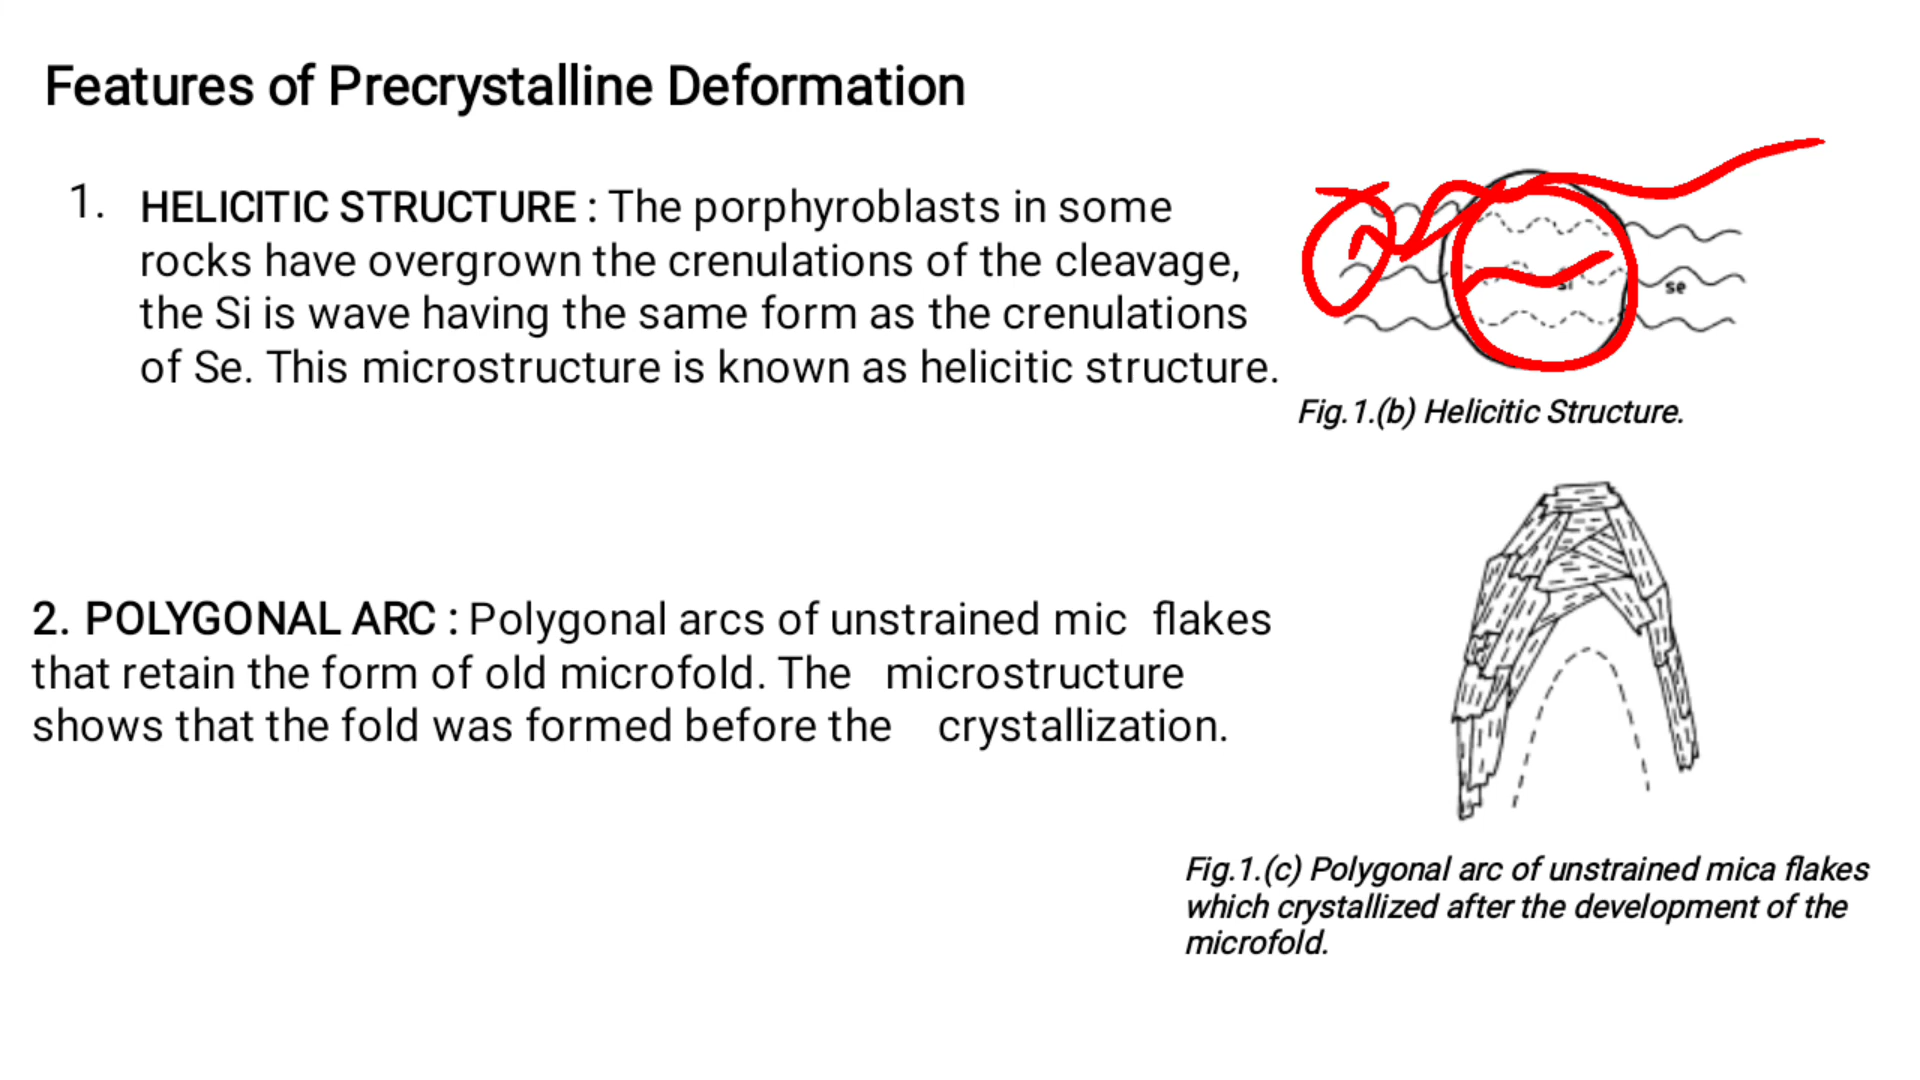 Features of Precrystalline Deformation
1. HELICITIC STRUCTURE : The porphyroblasts in some
rocks have overgrown the crenulations of the cleavage,
the Si is wave having the same form as the crenulations
of Se. This microstructure is known as helicitic structure.
si
se
Fig.1.(b) Helicitic Structure.
2. POLYGONAL ARC : Polygonal arcs of unstrained mic flakes
that retain the form of old microfold. The microstructure
shows that the fold was formed before the crystallization.
Fig.1.(c) Polygonal arc of unstrained mica flakes
which crystallized after the development of the
microfold.